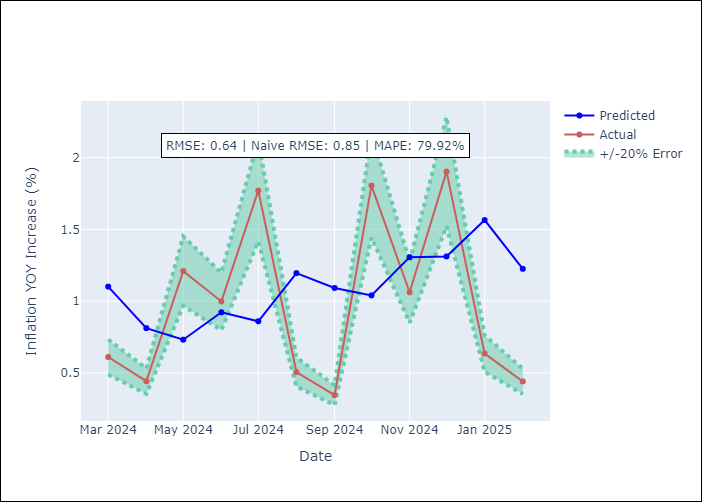 RMSE: 0.64 | Naive RMSE: 0.85 | MAPE: 79.92%
Predicted
Actual
+/-20% Error
Inflation YOY Increase (%)
2
1.5
1
0.5
Mar 2024
May 2024
Jul 2024
Sep 2024
Nov 2024
Jan 2025
Date